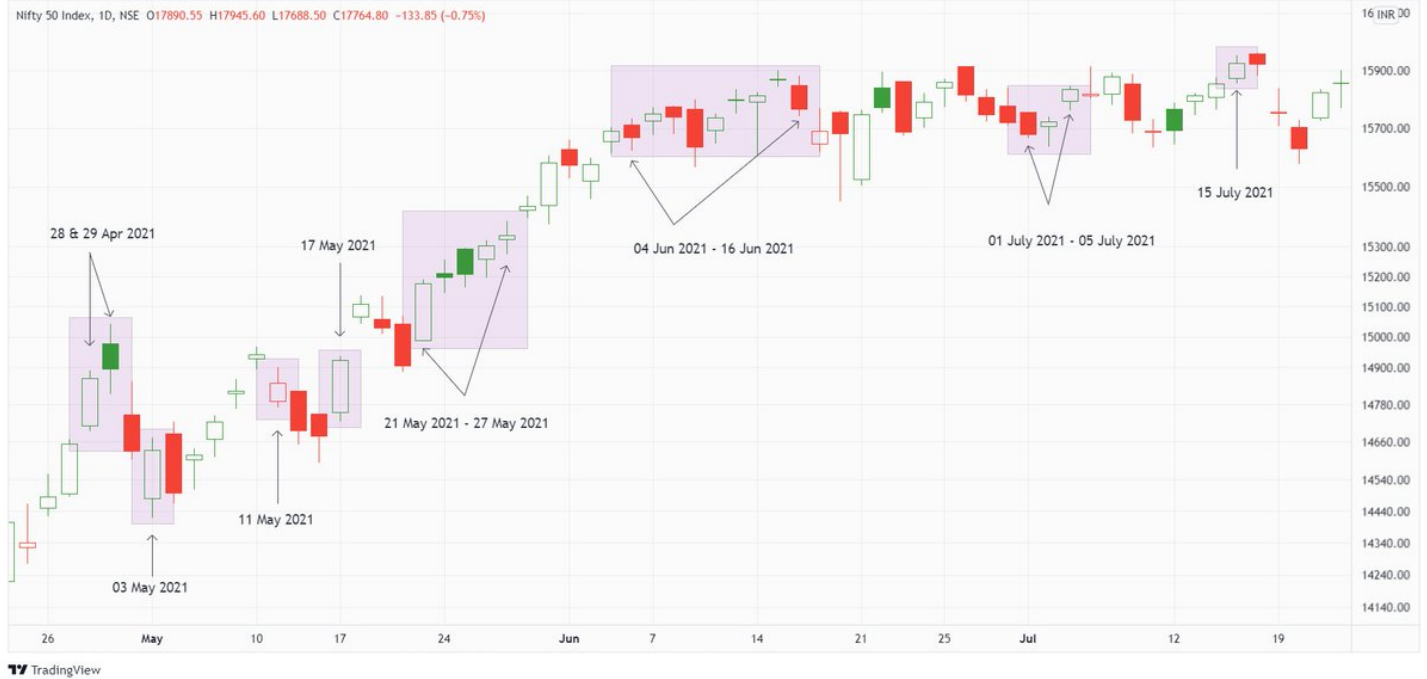 Nifty 50 Index, 1D, NSE O17890.55 H17945.60 L17688.50 C17764.80 −133.85 (−0.75%)
INR
15900.00
15700.00
15500.00
15300.00
15200.00
15100.00
15000.00
14900.00
14780.00
14660.00
14540.00
14440.00
14340.00
14240.00
14140.00
28 & 29 Apr 2021
17 May 2021
04 Jun 2021 - 16 Jun 2021
01 July 2021 - 05 July 2021
15 July 2021
21 May 2021 - 27 May 2021
11 May 2021
03 May 2021
26 May 10 17 24 Jun 7 14 21 25 Jul 12 19
TradingView